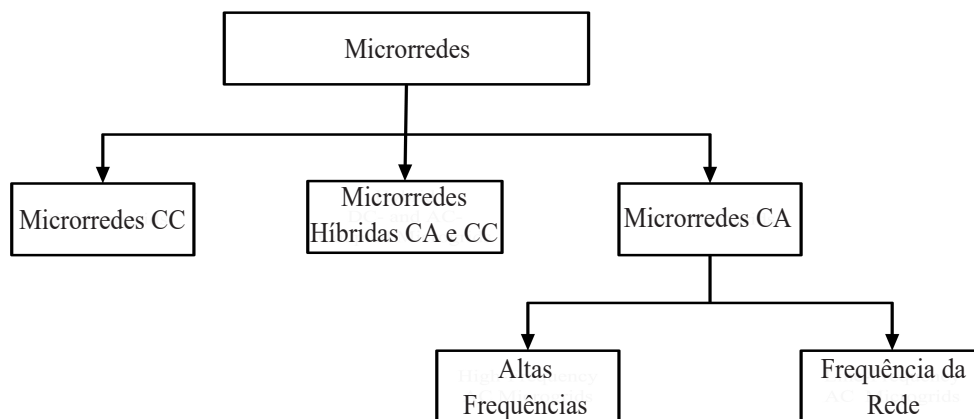 Microrredes
Microrredes CC
Microrredes
Híbridas CA e CC
Microrredes CA
Altas
Frequências
Frequência da
Rede